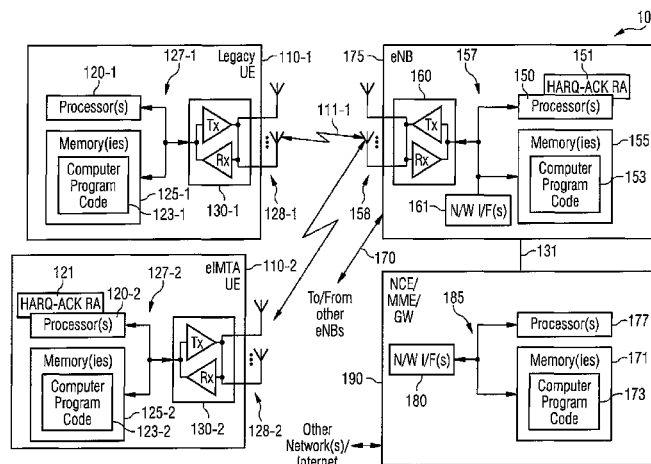 10
127-1
Legacy
UE
110-1
120-1
Processor(s)
Memory(ies)
Computer
Program
Code
125-1
123-1
Tx
Rx
130-1
128-1
111-1
175
eNB
160
157
151
150
HARQ-ACK RA
Processor(s)
Tx
Rx
158
Memory(ies)
Computer
Program
Code
155
153
161
N/W I/F(s)
170
131
To/From
other
eNBs
121
HARQ-ACK RA
127-2
eIMTA
UE
110-2
120-2
Processor(s)
Memory(ies)
Computer
Program
Code
125-2
123-2
Tx
Rx
130-2
128-2
NCE/
MME/
GW
185
Processor(s)
177
N/W I/F(s)
180
190
Memory(ies)
171
Computer
Program
Code
173
Other
Network(s)/
Internet